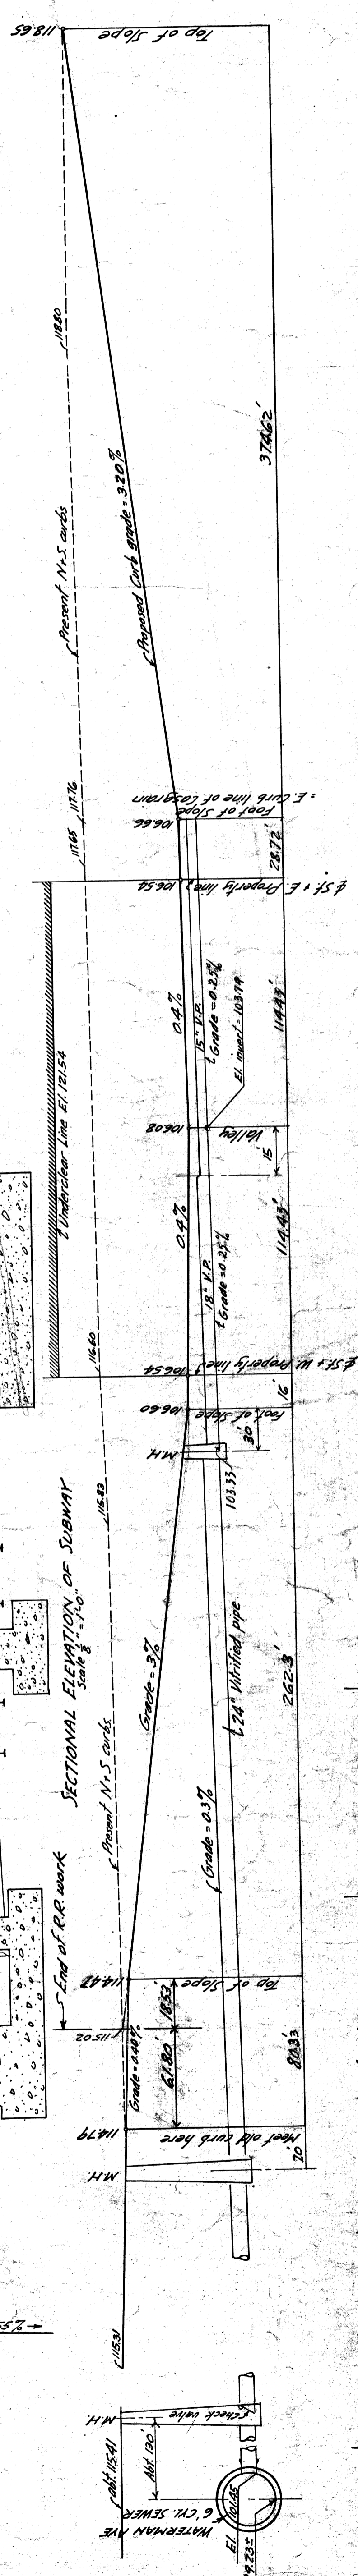 118.65
Top of Slope
118.80
Present N+S. curbs
Proposed Curb grade = 3.20%
374.62'
117.76
117.65
= E. Curb line of Casgrain
Foot of Slope
106.66
28.72'
¢ St. + E. Property line
106.54
Underclear Line El. 121.54
0.4%
15" V.P.
Grade = 0.25%
El. invert = 103.79
114.43'
106.08
Valley
15'
0.4%
18" V.P.
Grade = 0.25%
114.43'
116.60
106.54
¢ St. + W. Property line
16'
106.60
Foot of Slope
30'
M.H.
103.33
SECTIONAL ELEVATION OF SUBWAY
Scale 1/8" = 1'-0"
115.83
Present N+S curbs
Grade = 3%
24" Vitrified pipe
262.3'
Grade = 0.3%
End of R.R. work
114.47
Top of Slope
115.02
18.53'
Grade = 0.40%
61.80'
80.33'
114.79
Meet old curb here
M.H.
20'
115.31
M.H.
check valve
abt. 115.41
Abt. 130'
WATERMAN AVE
6' CYL. SEWER
El. 101.45
9.23±